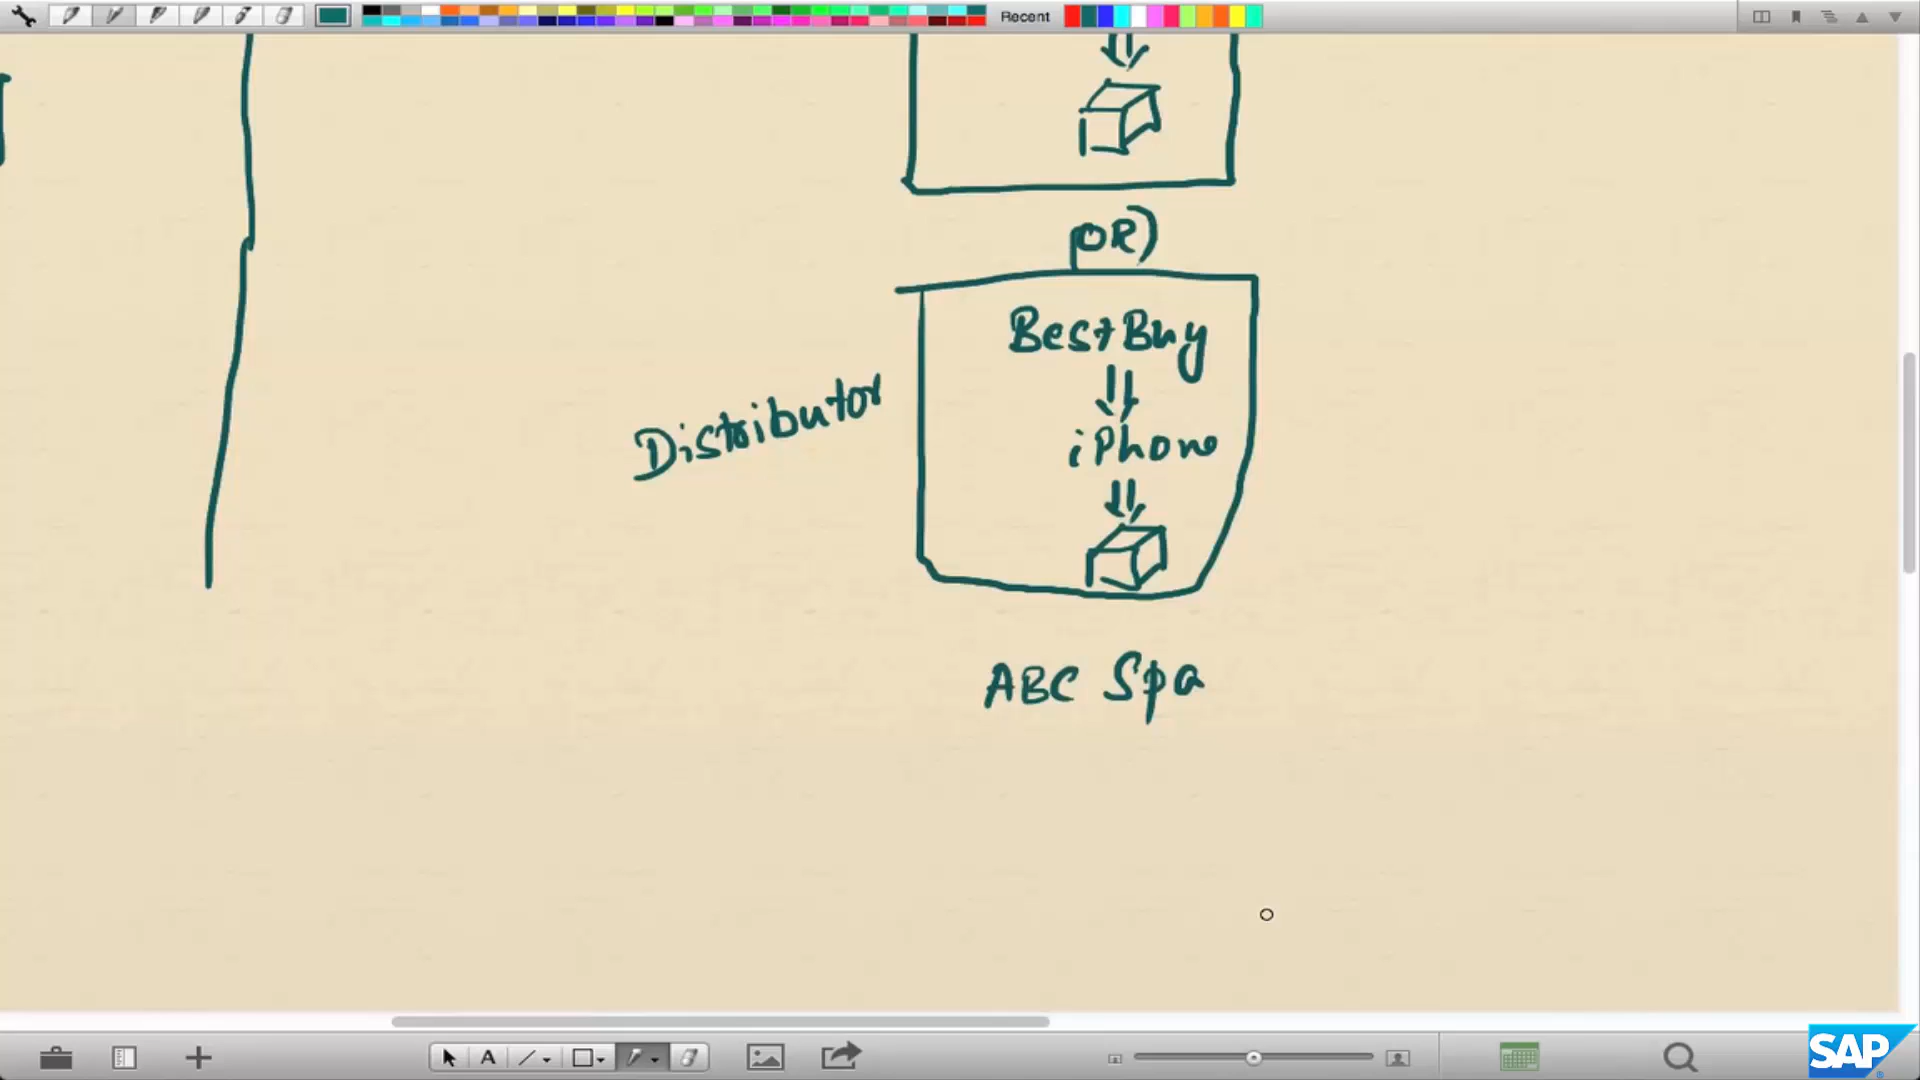 Recent
OR)
BestBuy
iPhone
Distributor
ABC Spa
A
SAP